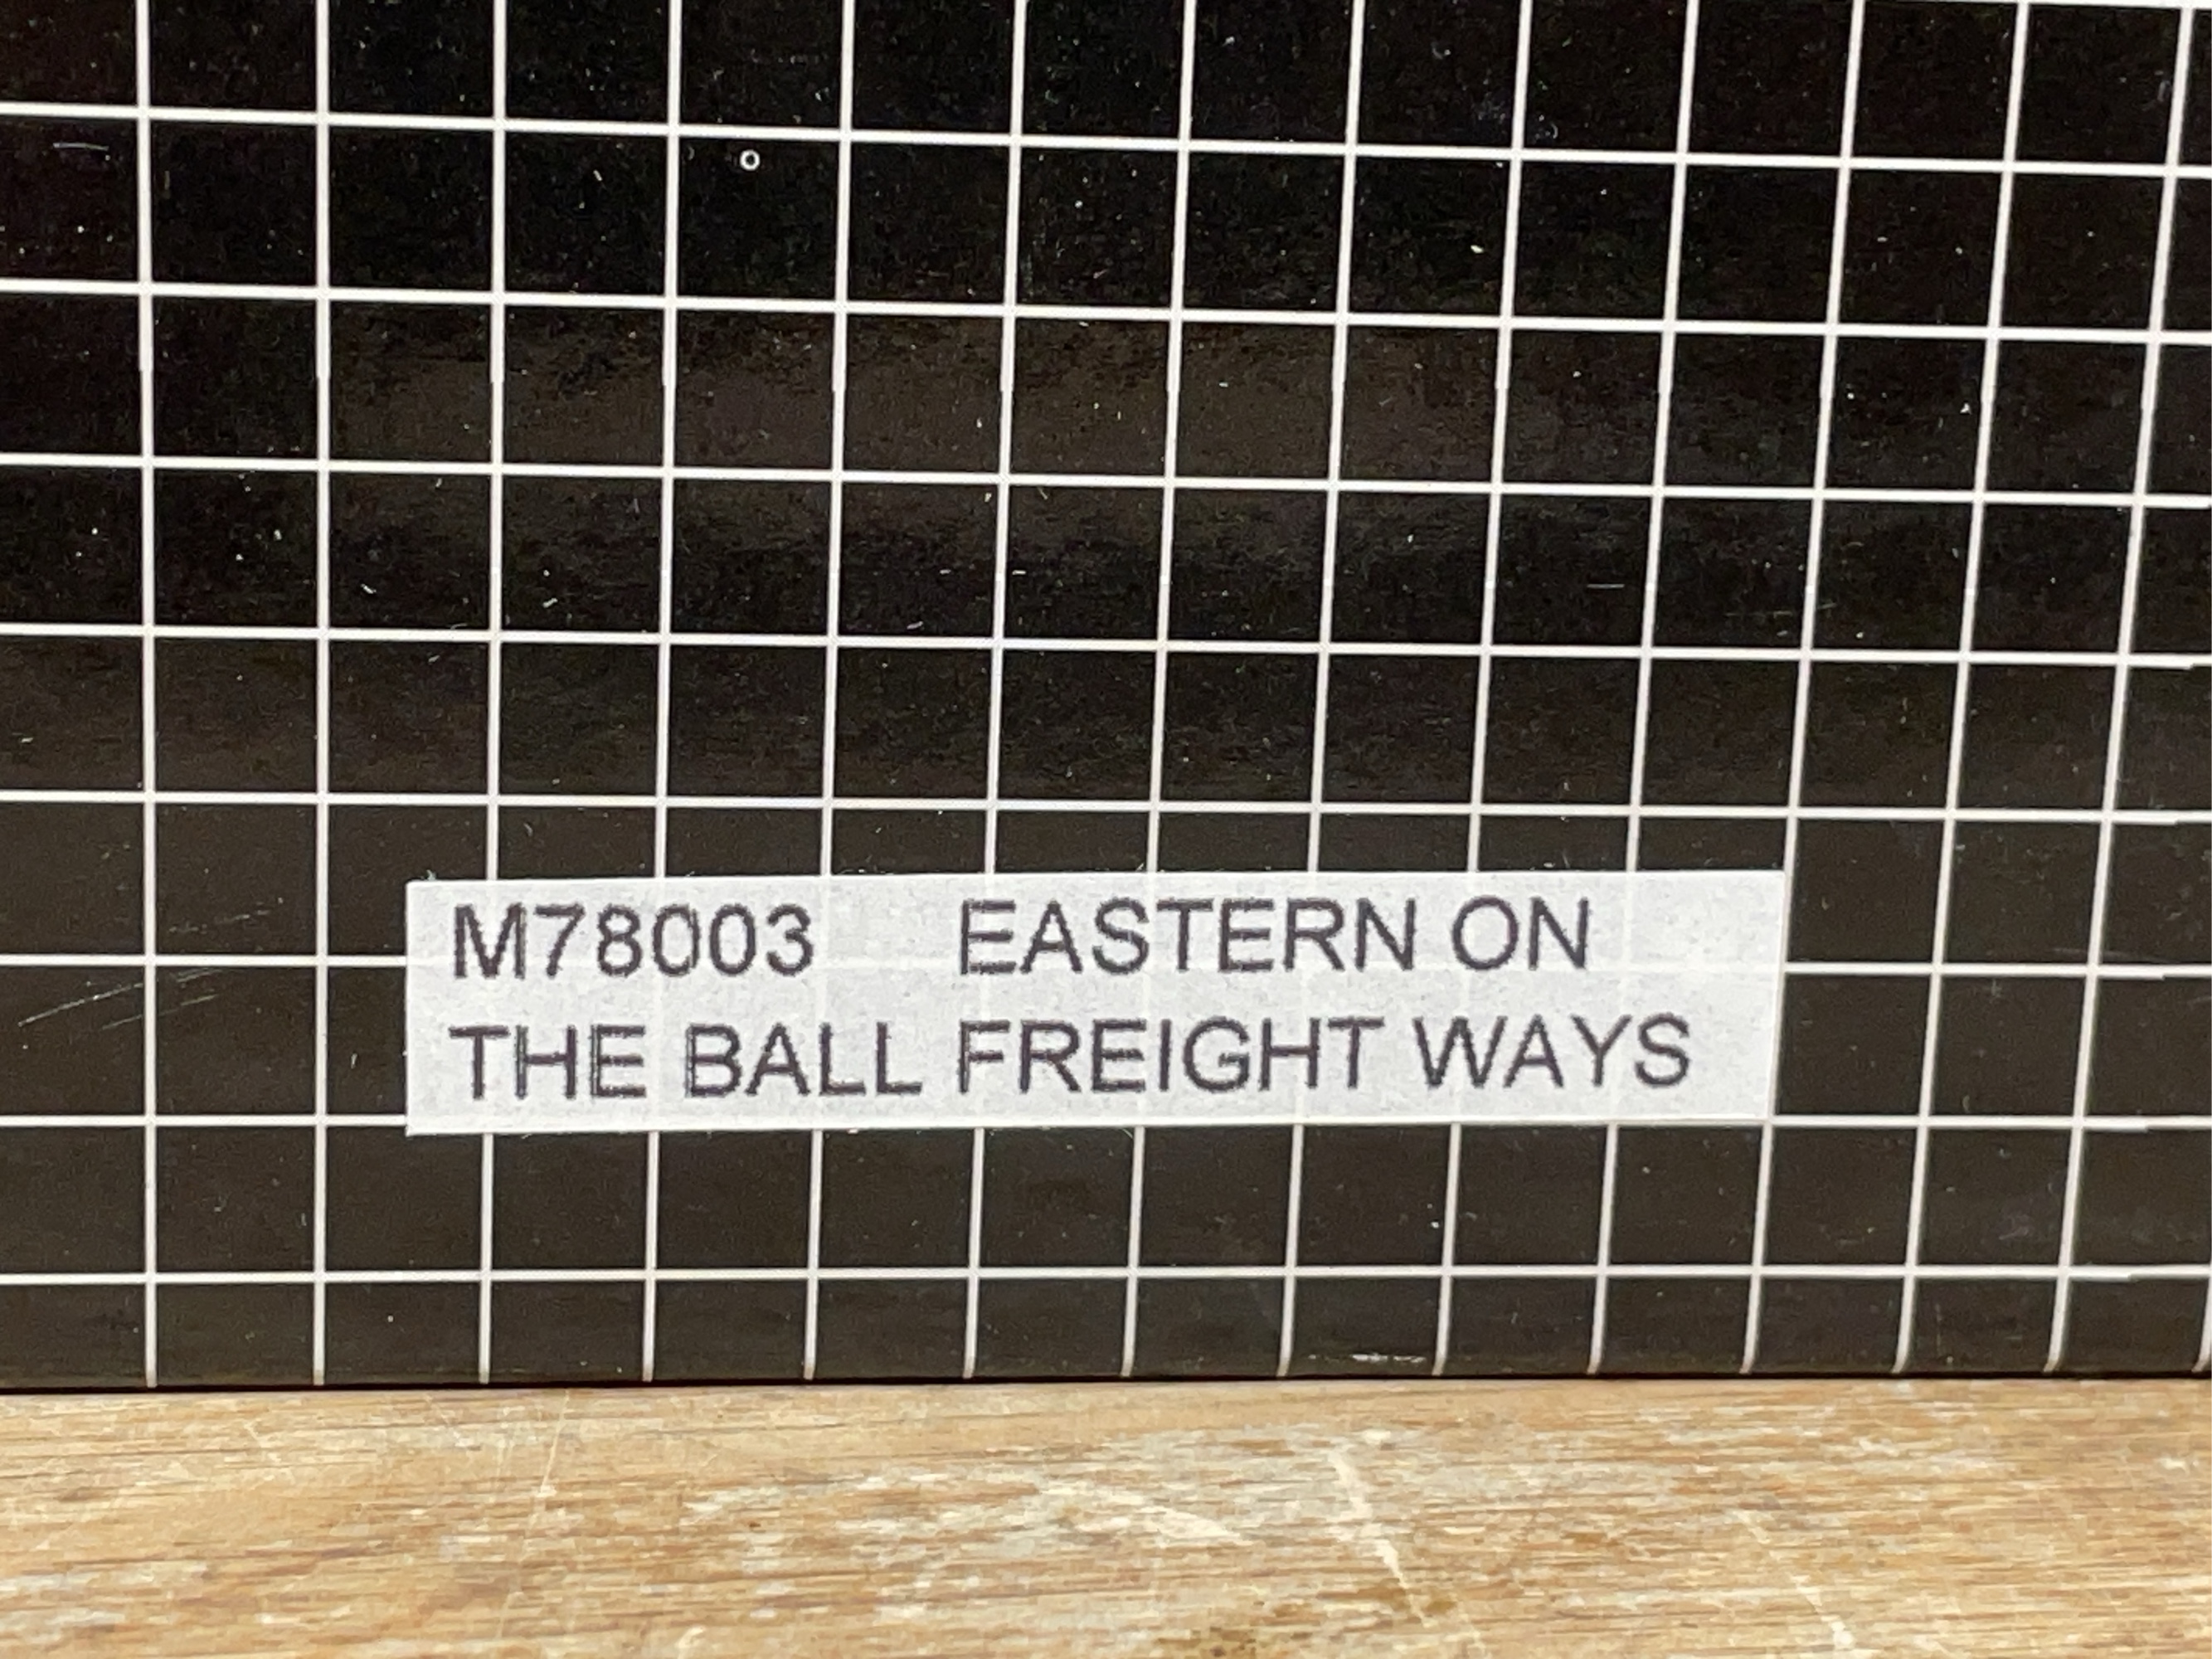 M78003 EASTERN ON
THE BALL FREIGHT WAYS